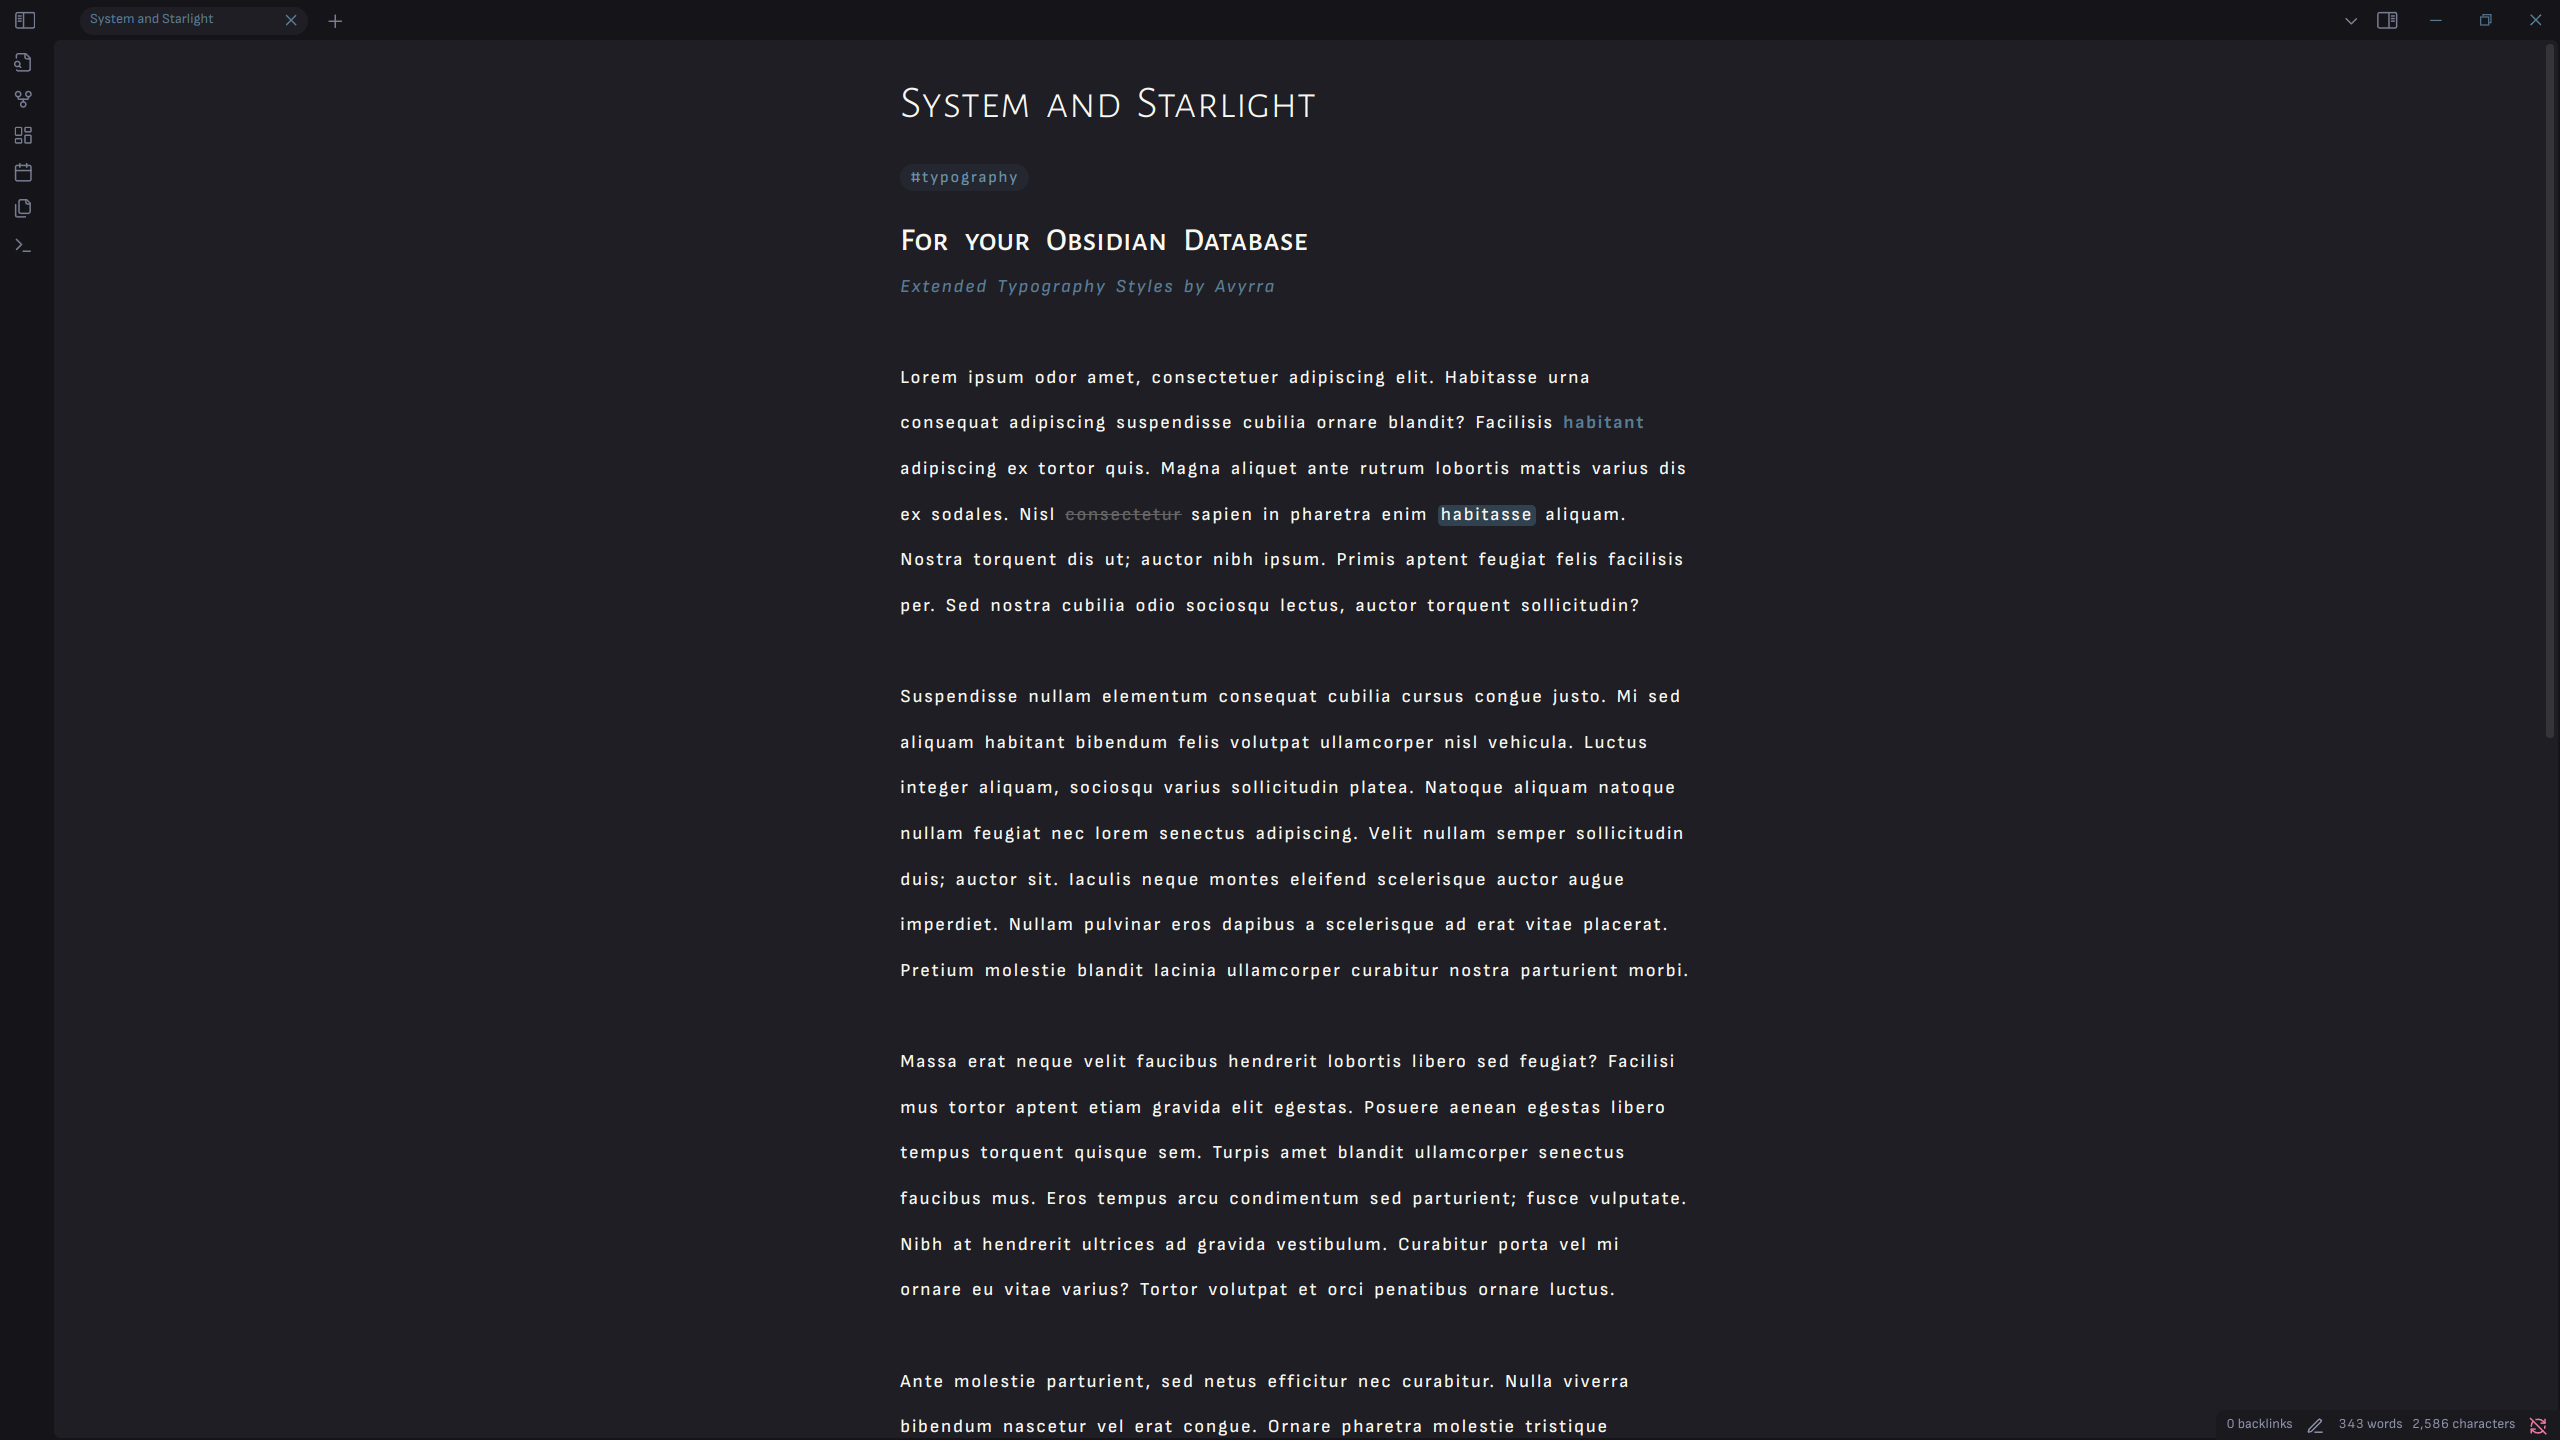 System and Starlight
System and Starlight
#typography
For your Obsidian Database
Extended Typography Styles by Avyrra
Lorem ipsum odor amet, consectetuer adipiscing elit. Habitasse urna
consequat adipiscing suspendisse cubilia ornare blandit? Facilisis habitant
adipiscing ex tortor quis. Magna aliquet ante rutrum lobortis mattis varius dis
ex sodales. Nisl consectetur sapien in pharetra enim habitasse aliquam.
Nostra torquent dis ut; auctor nibh ipsum. Primis aptent feugiat felis facilisis
per. Sed nostra cubilia odio sociosqu lectus, auctor torquent sollicitudin?
Suspendisse nullam elementum consequat cubilia cursus congue justo. Mi sed
aliquam habitant bibendum felis volutpat ullamcorper nisl vehicula. Luctus
integer aliquam, sociosqu varius sollicitudin platea. Natoque aliquam natoque
nullam feugiat nec lorem senectus adipiscing. Velit nullam semper sollicitudin
duis; auctor sit. Iaculis neque montes eleifend scelerisque auctor augue
imperdiet. Nullam pulvinar eros dapibus a scelerisque ad erat vitae placerat.
Pretium molestie blandit lacinia ullamcorper curabitur nostra parturient morbi.
Massa erat neque velit faucibus hendrerit lobortis libero sed feugiat? Facilisi
mus tortor aptent etiam gravida elit egestas. Posuere aenean egestas libero
tempus torquent quisque sem. Turpis amet blandit ullamcorper senectus
faucibus mus. Eros tempus arcu condimentum sed parturient; fusce vulputate.
Nibh at hendrerit ultrices ad gravida vestibulum. Curabitur porta vel mi
ornare eu vitae varius? Tortor volutpat et orci penatibus ornare luctus.
Ante molestie parturient, sed netus efficitur nec curabitur. Nulla viverra
bibendum nascetur vel erat congue. Ornare pharetra molestie tristique
0 backlinks 343 words 2,586 characters